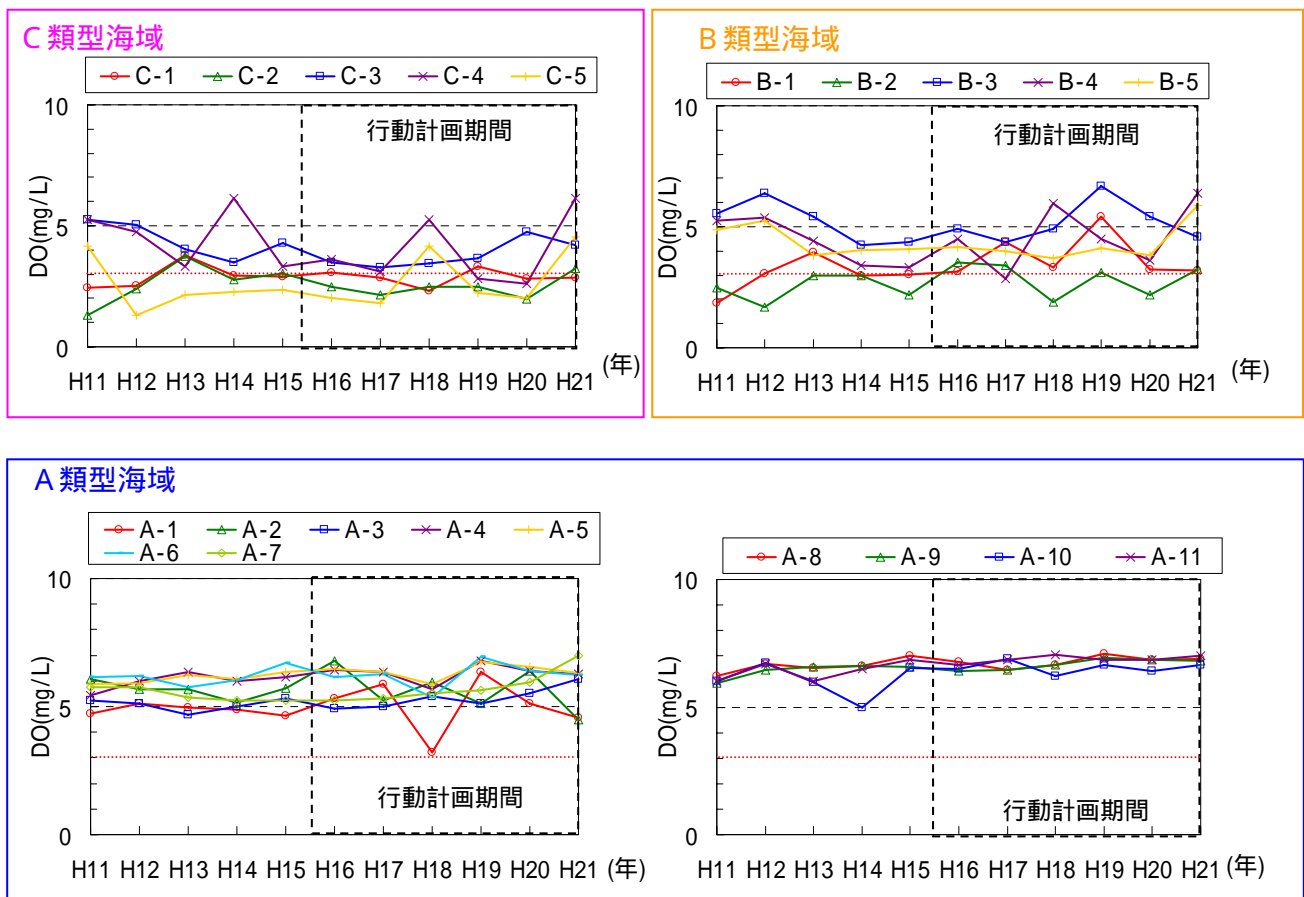 C類型海域
C-1 C-2 C-3 C-4 C-5
10
行動計画期間
5
0
DO(mg/L)
H11 H12 H13 H14 H15 H16 H17 H18 H19 H20 H21 (年)
B類型海域
B-1 B-2 B-3 B-4 B-5
10
行動計画期間
5
0
DO(mg/L)
H11 H12 H13 H14 H15 H16 H17 H18 H19 H20 H21 (年)
A類型海域
A-1 A-2 A-3 A-4 A-5
A-6 A-7
10
5
行動計画期間
0
DO(mg/L)
H11 H12 H13 H14 H15 H16 H17 H18 H19 H20 H21 (年)
A-8 A-9 A-10 A-11
10
5
行動計画期間
0
DO(mg/L)
H11 H12 H13 H14 H15 H16 H17 H18 H19 H20 H21 (年)